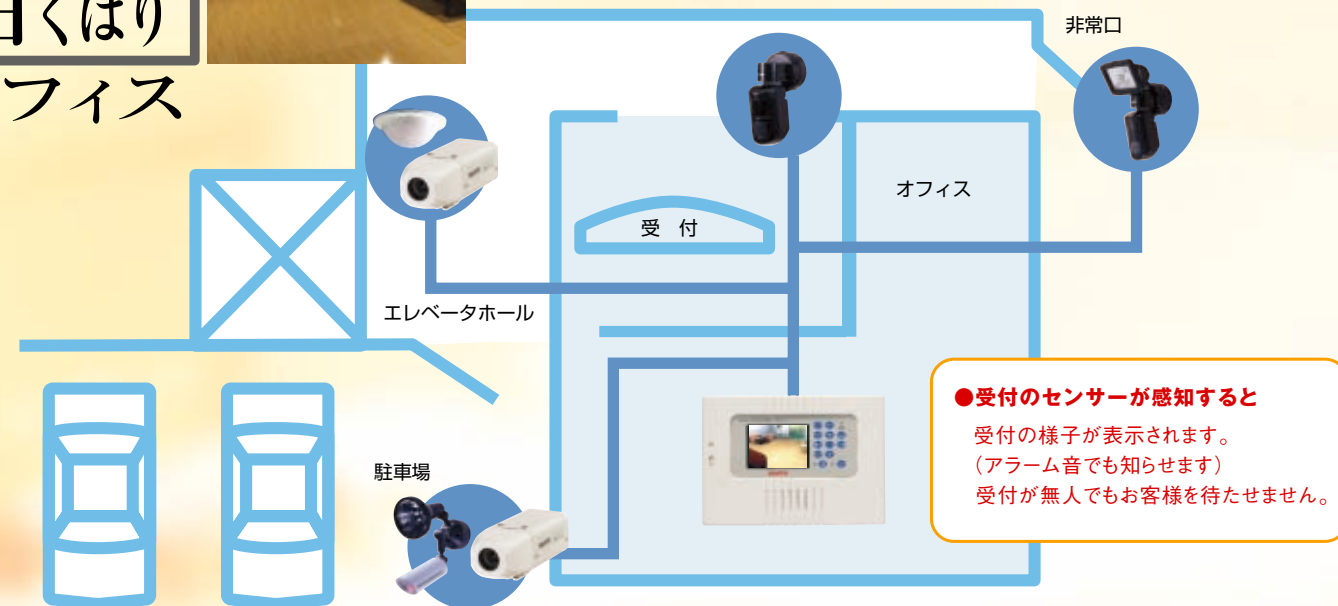 くばり
フィス
非常口
オフィス
受 付
エレベータホール
駐車場
●受付のセンサーが感知すると
受付の様子が表示されます。
(アラーム音でも知らせます)
受付が無人でもお客様を待たせません。